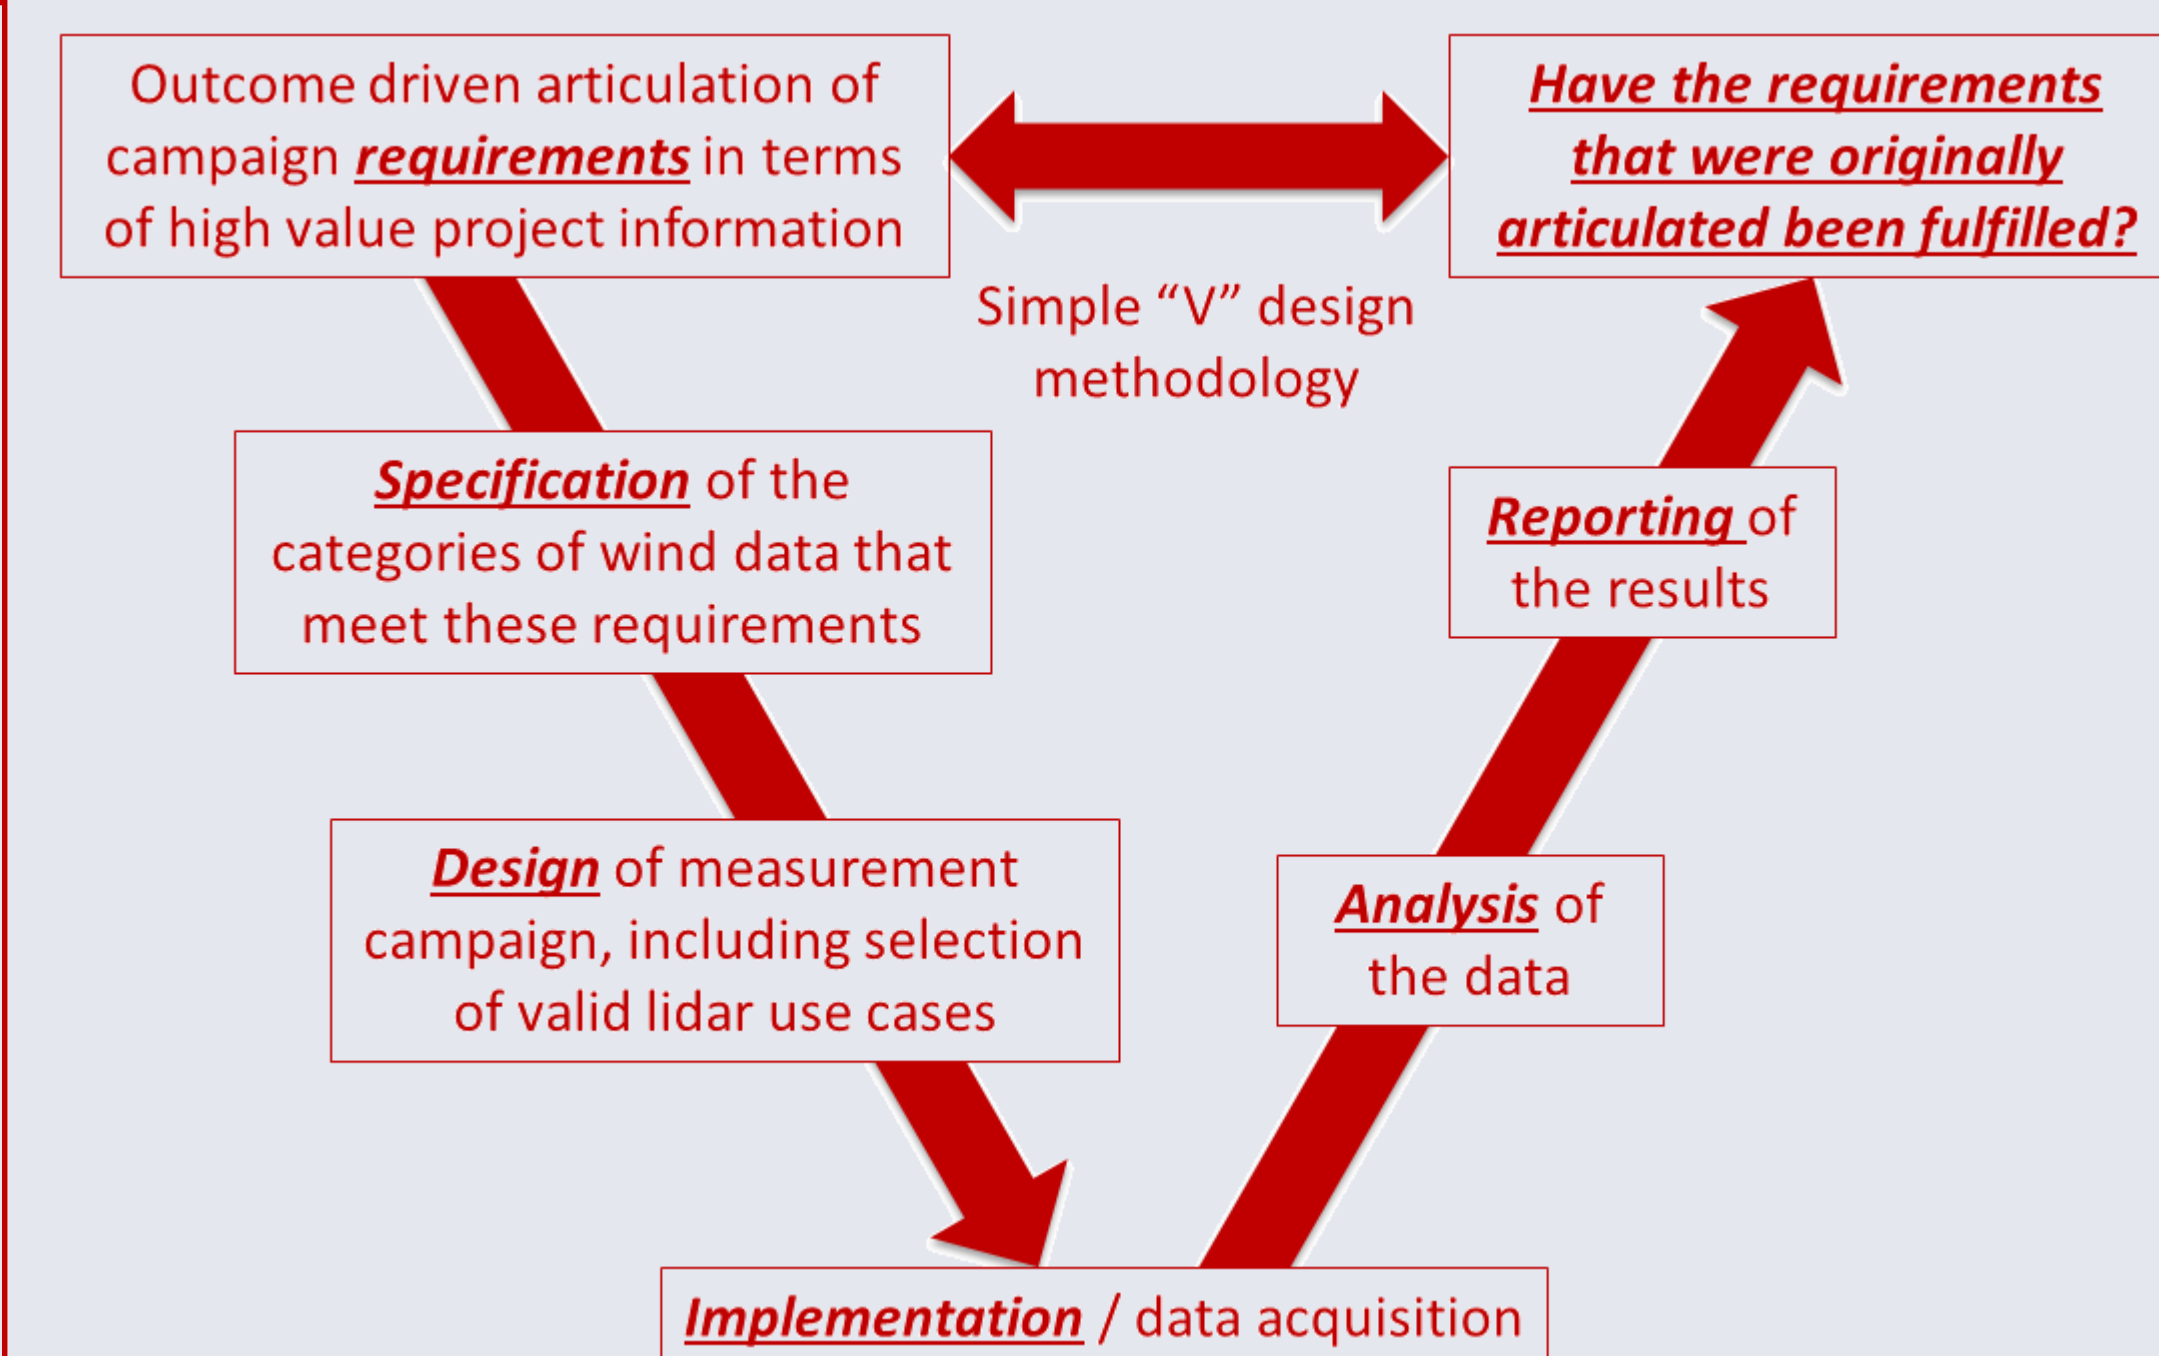 Outcome driven articulation of
campaign requirements in terms
of high value project information
Have the requirements
that were originally
articulated been fulfilled?
Simple “V” design
methodology
Specification of the
categories of wind data that
meet these requirements
Reporting of
the results
Design of measurement
campaign, including selection
of valid lidar use cases
Analysis of
the data
Implementation / data acquisition